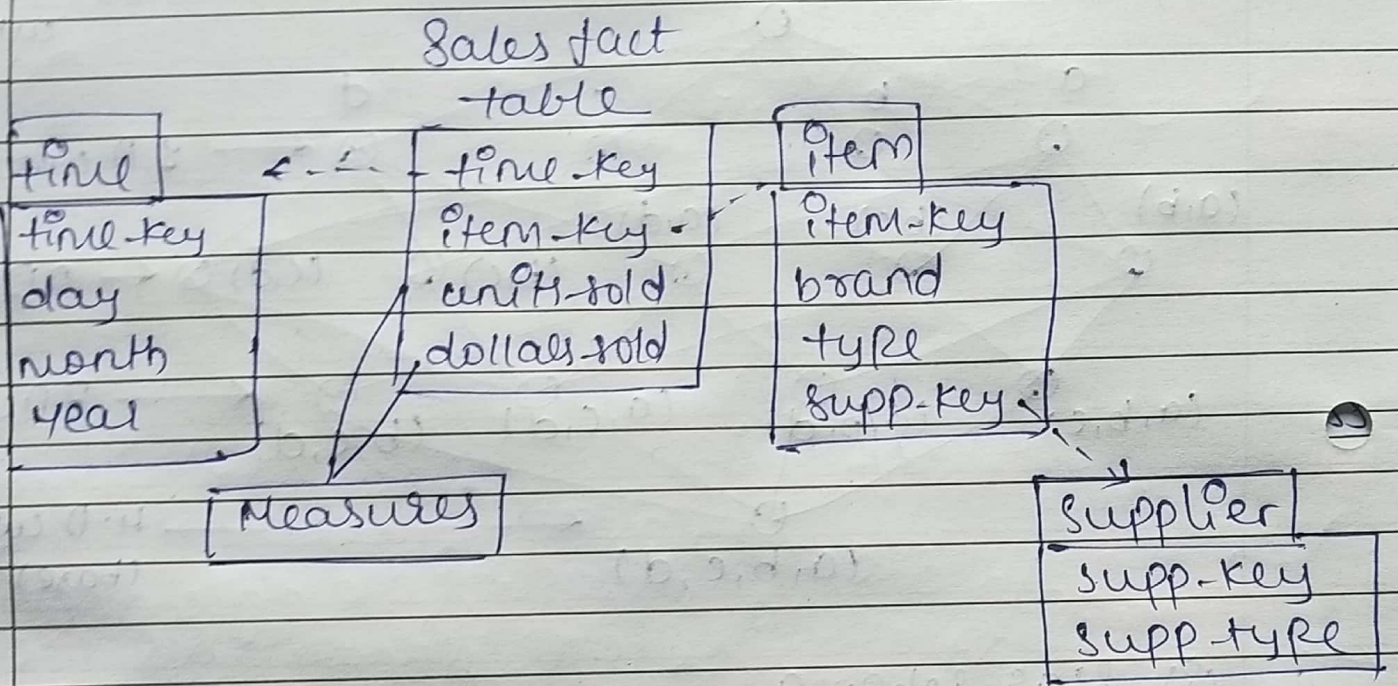 Sales fact
table
time
time-key
day
month
year
time-key
item-key
units-sold
dollars-sold
Measures
item
item-key
brand
type
supp-key
supplier
supp-key
supp-type